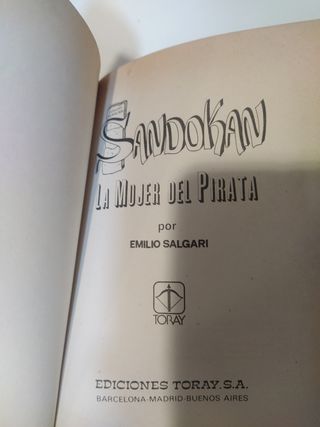 SANDOKAN
LA MUJER DEL PIRATA
por
EMILIO SALGARI
TORAY
EDICIONES TORAY, S.A.
BARCELONA-MADRID-BUENOS AIRES